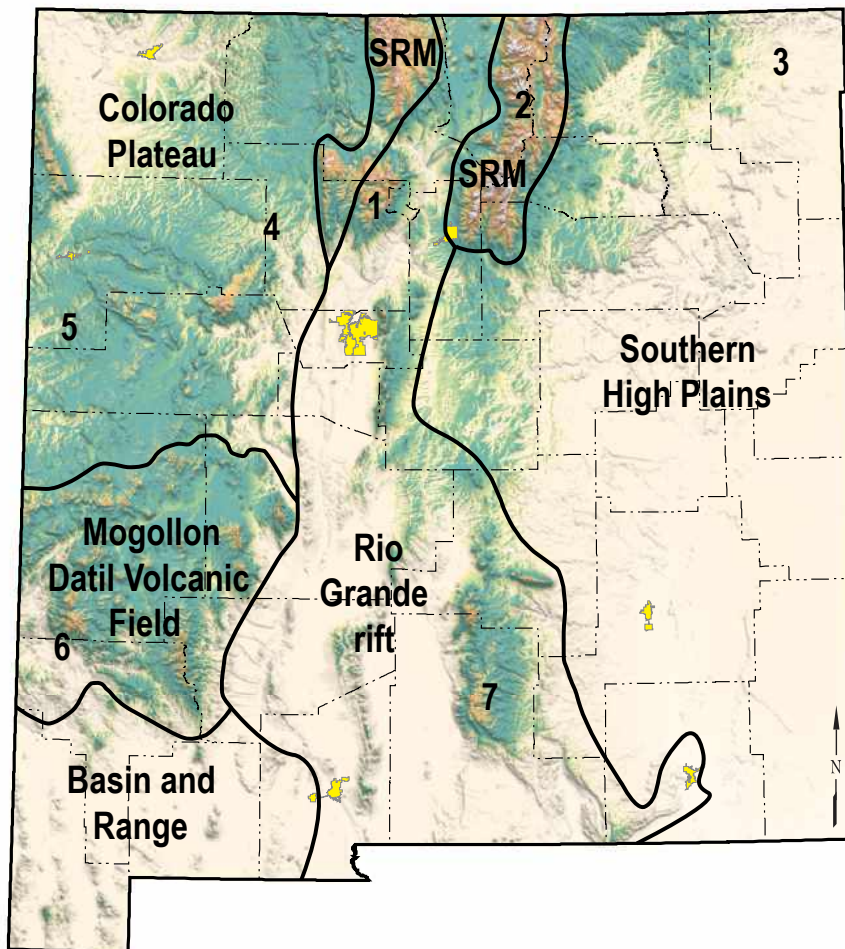 SRM
3
Colorado
Plateau
2
SRM
1
4
5
Southern
High Plains
Mogollon
Datil Volcanic
Field
Rio
Grande
rift
6
7
Basin and
Range
N